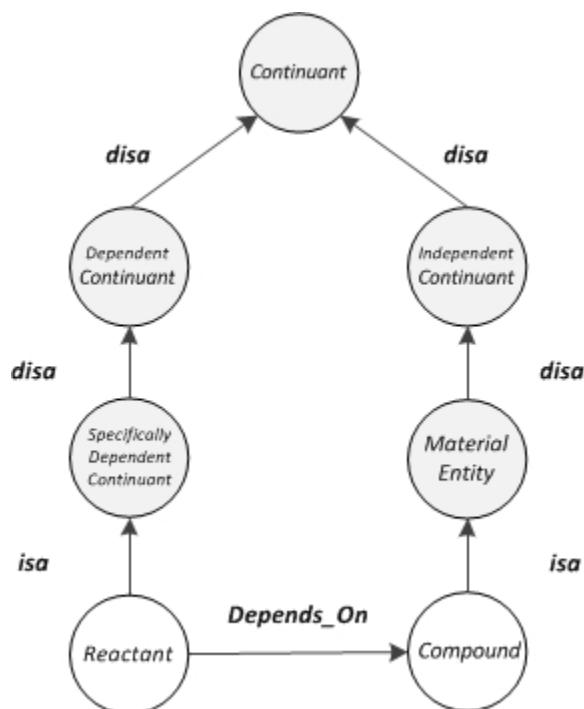 Continuant
disa
disa
Dependent
Continuant
Independent
Continuant
disa
disa
Specifically
Dependent
Continuant
Material
Entity
isa
isa
Depends_On
Reactant
Compound